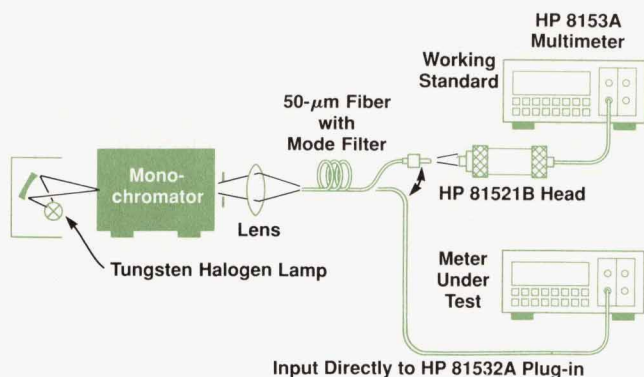 HP 8153A
Multimeter
Working
Standard
50-μm Fiber
with
Mode Filter
Mono-
chromator
Lens
HP 81521B Head
Tungsten Halogen Lamp
Meter
Under
Test
Input Directly to HP 81532A Plug-in